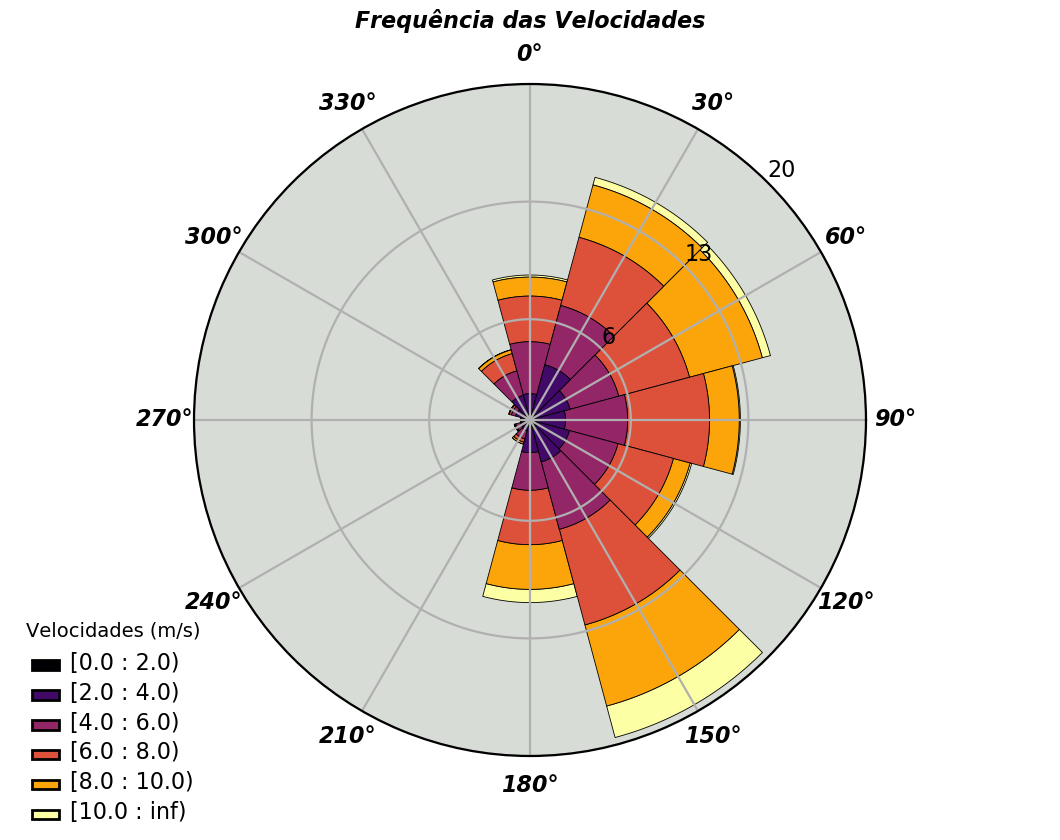 Frequência das Velocidades
0°
330°
30°
20
300°
60°
13
6
270°
90°
240°
120°
210°
150°
180°
Velocidades (m/s)
[0.0 : 2.0)
[2.0 : 4.0)
[4.0 : 6.0)
[6.0 : 8.0)
[8.0 : 10.0)
[10.0 : inf)